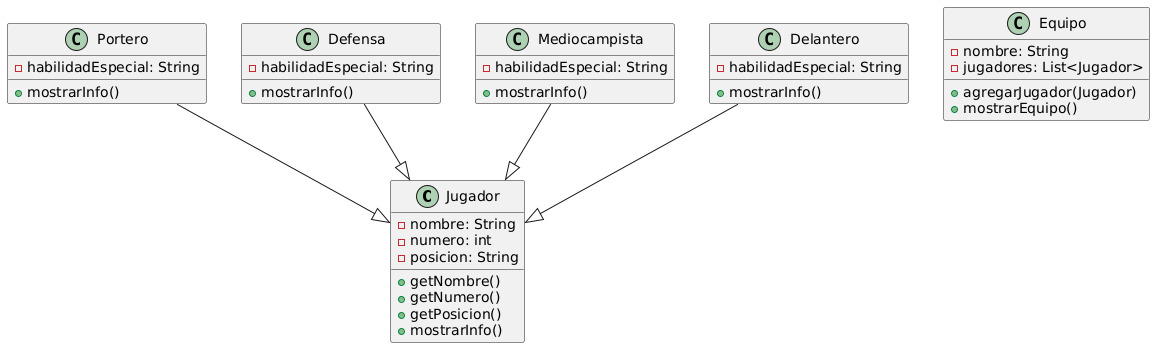 C Portero
habilidadEspecial: String
mostrarInfo()
C Defensa
habilidadEspecial: String
mostrarInfo()
C Mediocampista
habilidadEspecial: String
mostrarInfo()
C Delantero
habilidadEspecial: String
mostrarInfo()
C Equipo
nombre: String
jugadores: List<Jugador>
agregarJugador(Jugador)
mostrarEquipo()
C Jugador
nombre: String
numero: int
posicion: String
getNombre()
getNumero()
getPosicion()
mostrarInfo()